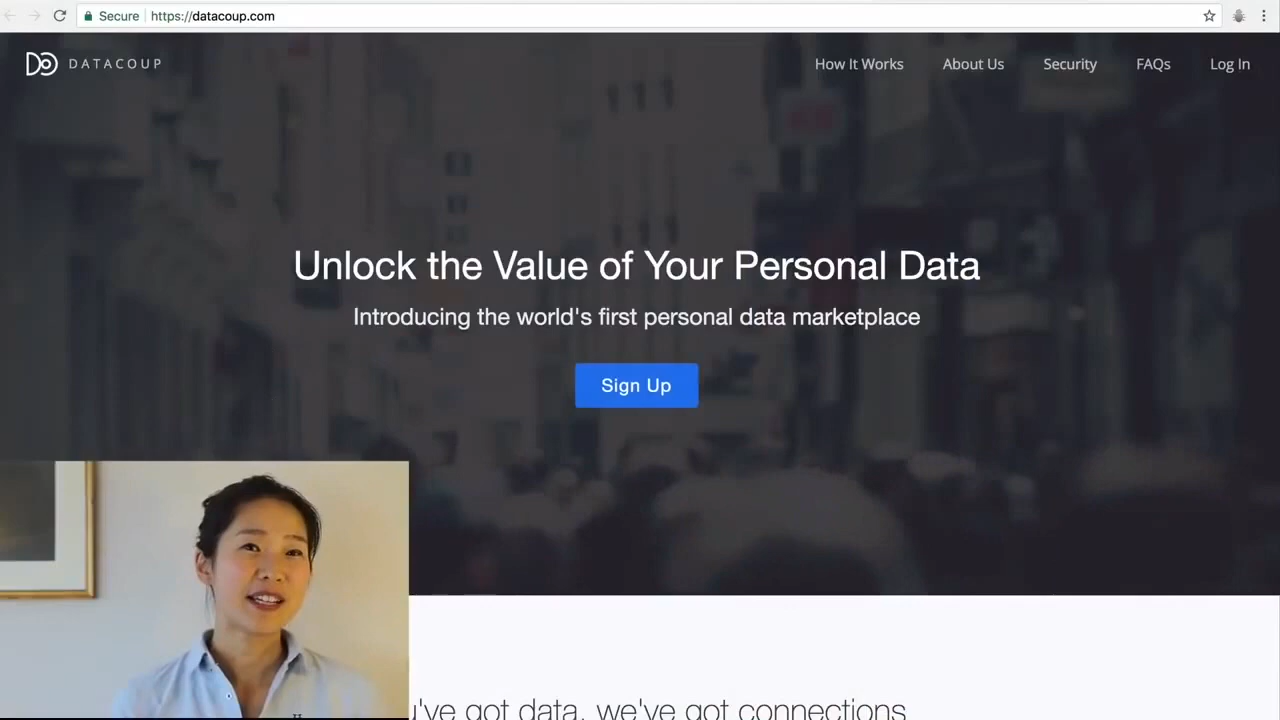 Secure https://datacoup.com
DATACOUP
How It Works About Us Security FAQs Log In
Unlock the Value of Your Personal Data
Introducing the world's first personal data marketplace
Sign Up
u've got data, we've got connections